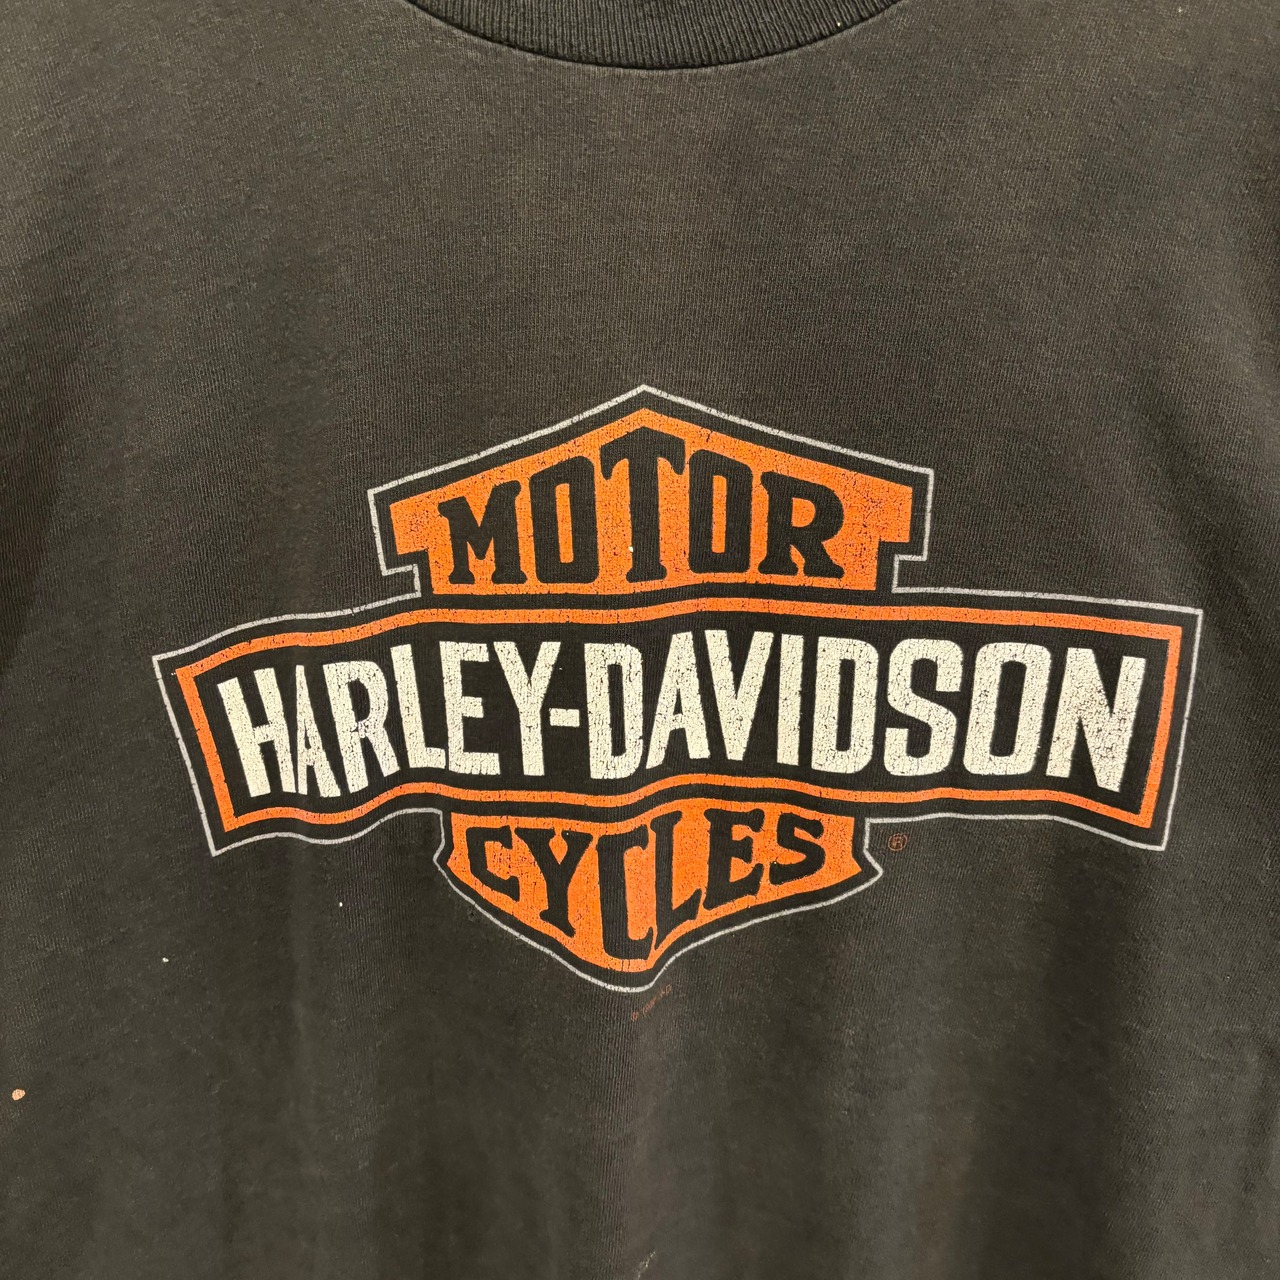 MOTOR
HARLEY-DAVIDSON
CYCLES
®